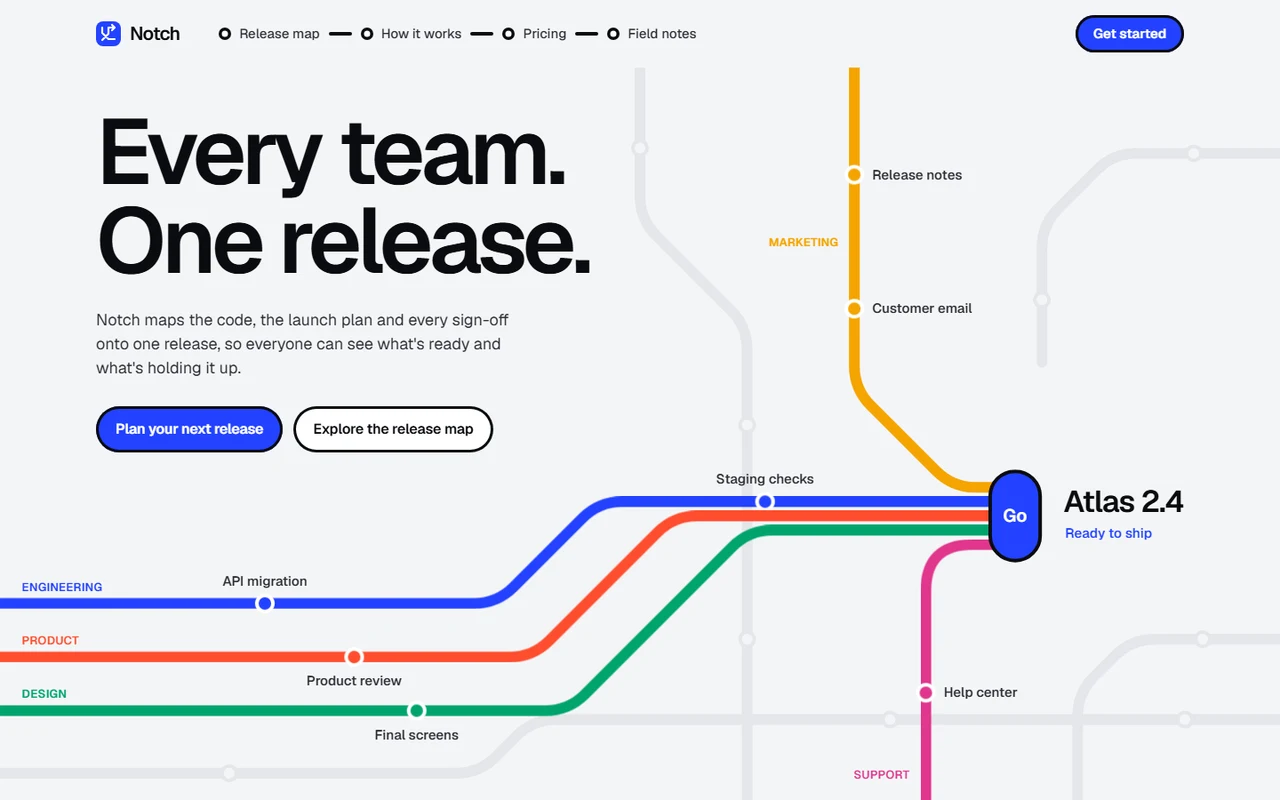 Notch
Release map
How it works
Pricing
Field notes
Get started
Every team.
One release.
Notch maps the code, the launch plan and every sign-off
onto one release, so everyone can see what's ready and
what's holding it up.
Plan your next release
Explore the release map
Release notes
MARKETING
Customer email
Staging checks
Go
Atlas 2.4
Ready to ship
API migration
ENGINEERING
PRODUCT
Product review
DESIGN
Final screens
Help center
SUPPORT